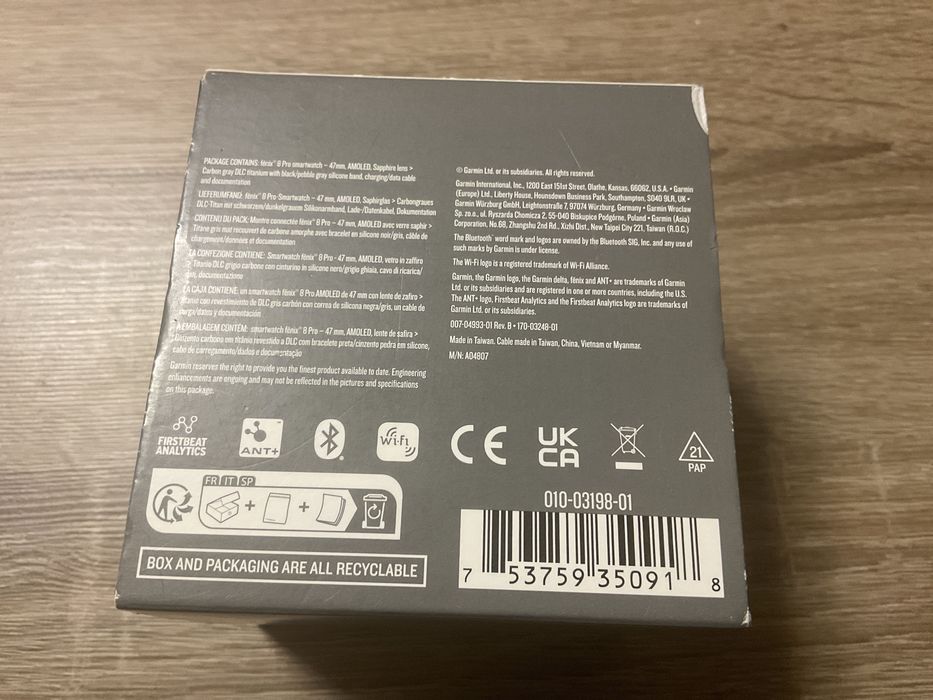 PACKAGE CONTAINS: fēnix® 8 Pro smartwatch – 47mm, AMOLED, Sapphire lens >
Carbon gray DLC titanium with black/pebble gray silicone band, charging/data cable
and documentation
LIEFERUMFANG: fēnix® 8 Pro-Smartwatch – 47 mm, AMOLED, Saphirglas > Carbongraues
DLC-Titan mit schwarzem/dunkelgrauem Silikonarmband, Lade-/Datenkabel, Dokumentation
CONTENU DU PACK: Montre connectée fēnix® 8 Pro – 47 mm, AMOLED avec verre saphir >
Titane gris mat recouvert de carbone amorphe avec bracelet en silicone noir/gris, câble de
chargement/données et documentation
LA CONFEZIONE CONTIENE: Smartwatch fēnix® 8 Pro – 47 mm, AMOLED, vetro in zaffiro >
Titanio DLC grigio carbone con cinturino in silicone nero/grigio ghiaia, cavo di ricarica/
dati, documentazione
LA CAJA CONTIENE: un smartwatch fēnix® 8 Pro AMOLED de 47 mm con lente de zafiro >
titanio con revestimiento de DLC gris carbón con correa de silicona negra/gris, un cable de
carga/datos y documentación
A EMBALAGEM CONTÉM: smartwatch fēnix® 8 Pro – 47 mm, AMOLED, lente de safira >
Cinzento carbono em titânio revestido a DLC com bracelete preta/cinzento pedra em silicone,
cabo de carregamento/dados e documentação
Garmin reserves the right to provide you the finest product available to date. Engineering
enhancements are ongoing and may not be reflected in the pictures and specifications
on this package.
© Garmin Ltd. or its subsidiaries. All rights reserved.
Garmin International, Inc., 1200 East 151st Street, Olathe, Kansas, 66062, U.S.A. • Garmin
(Europe) Ltd., Liberty House, Hounsdown Business Park, Southampton, SO40 9LR, UK •
Garmin Würzburg GmbH, Leightonstraße 7, 97074 Würzburg, Germany • Garmin Wroclaw
Sp. zo.o., ul. Ryszarda Chomicza 2, 55-040 Biskupice Podgórne, Poland • Garmin (Asia)
Corporation, No.68, Zhangshu 2nd Rd., Xizhi Dist., New Taipei City 221, Taiwan (R.O.C.)
The Bluetooth® word mark and logos are owned by the Bluetooth SIG, Inc. and any use of
such marks by Garmin is under license.
The Wi-Fi logo is a registered trademark of Wi-Fi Alliance.
Garmin, the Garmin logo, the Garmin delta, fēnix and ANT+ are trademarks of Garmin
Ltd. or its subsidiaries and are registered in one or more countries, including the U.S.
The ANT+ logo, Firstbeat Analytics and the Firstbeat Analytics logo are trademarks of
Garmin Ltd. or its subsidiaries.
007-04993-01 Rev. B • 170-03248-01
Made in Taiwan. Cable made in Taiwan, China, Vietnam or Myanmar.
M/N: A04807
FIRSTBEAT
ANALYTICS
ANT+
Wi-Fi
CE
UK
CA
21
PAP
FR IT SP
BOX AND PACKAGING ARE ALL RECYCLABLE
010-03198-01
7 53759 35091 8